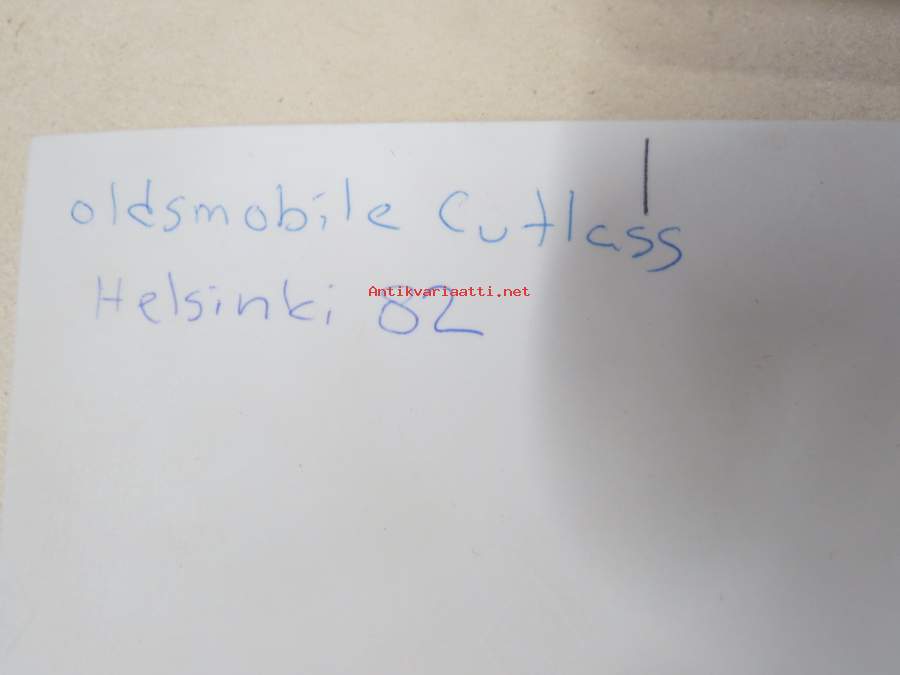 oldsmobile Cutlass
Helsinki 82
Antikvariaatti.net